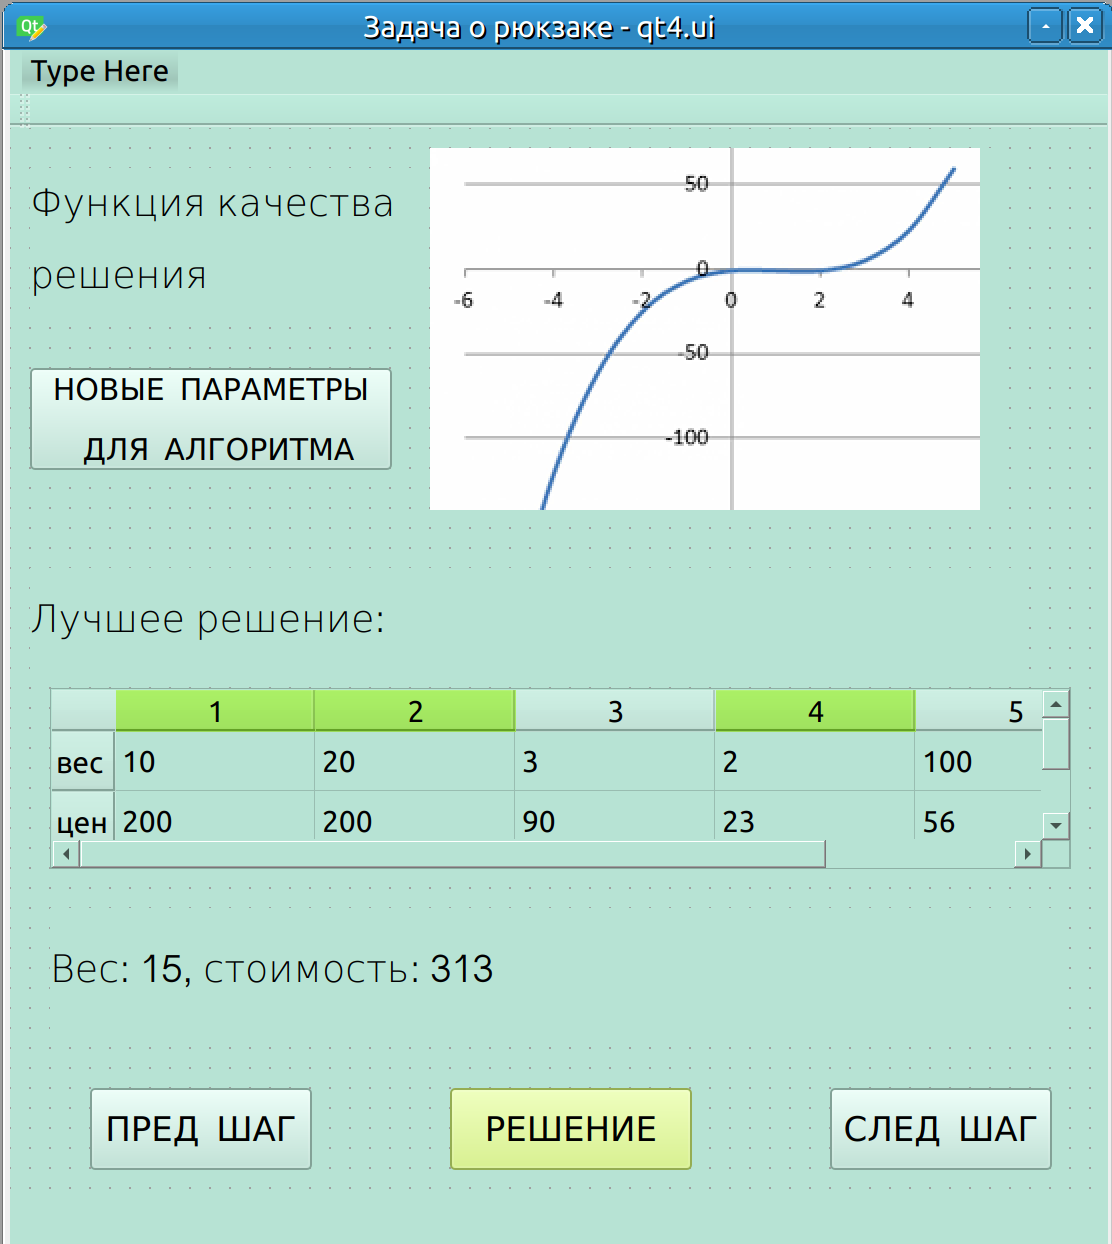 Qt
Задача о рюкзаке - qt4.ui
Type Here
Функция качества
решения
НОВЫЕ ПАРАМЕТРЫ
ДЛЯ АЛГОРИТМА
50
0
-6 -4 -2 0 2 4
-50
-100
Лучшее решение:
1 2 3 4 5
вес 10 20 3 2 100
цен 200 200 90 23 56
Вес: 15, стоимость: 313
ПРЕД ШАГ
РЕШЕНИЕ
СЛЕД ШАГ